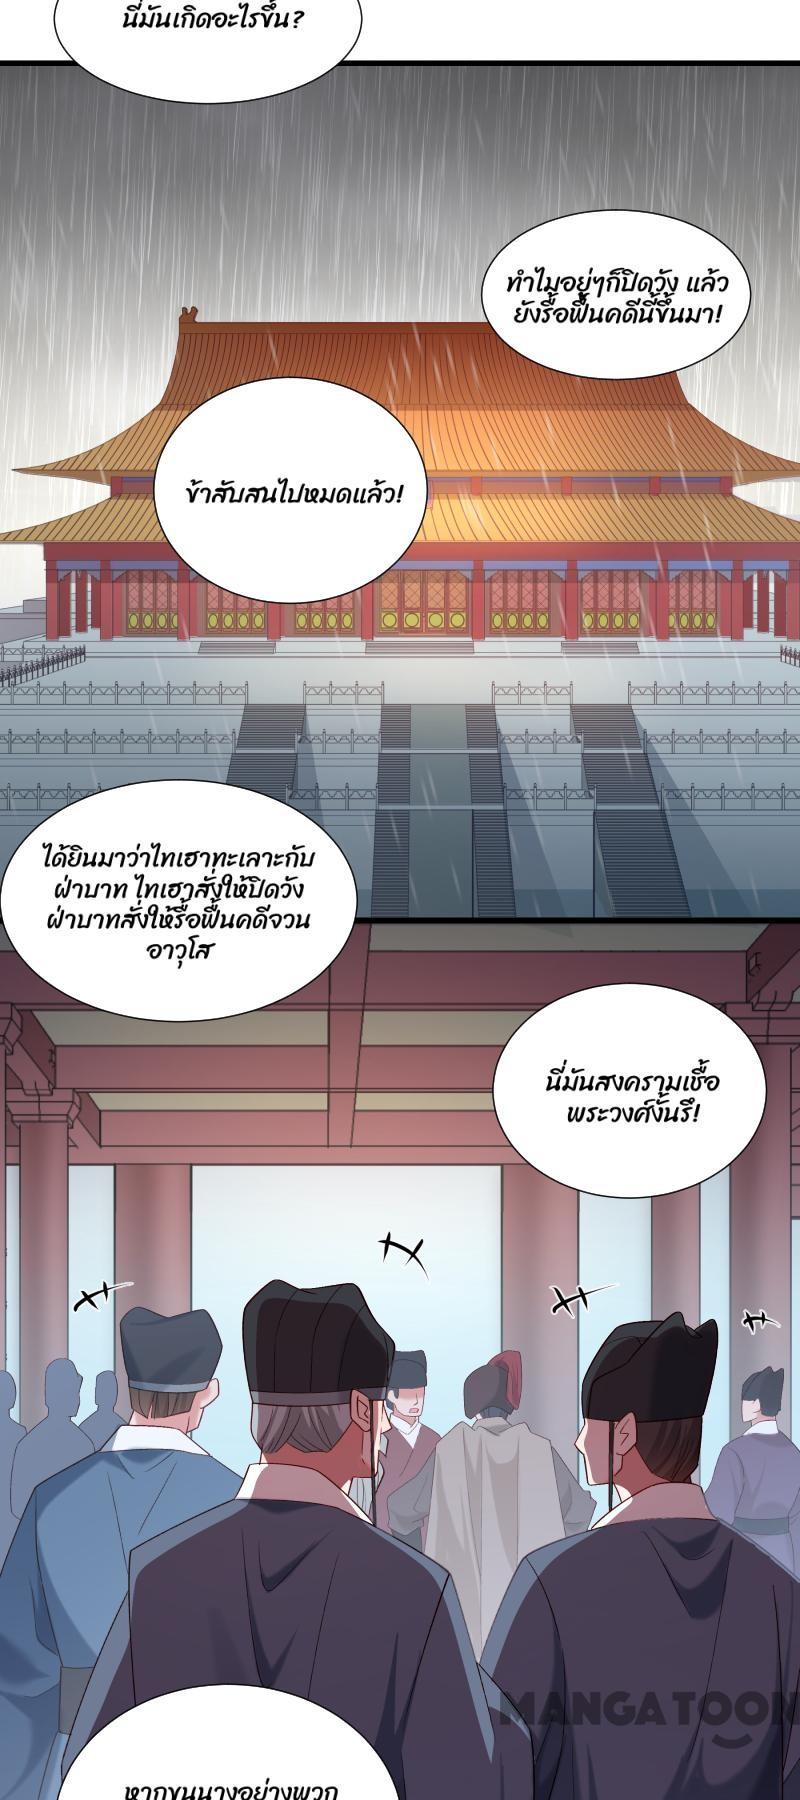 นี่มันเกิดอะไรขึ้น?
ทำไมอยู่ๆก็ปิดวัง แล้ว
ยังรื้อฟื้นคดีนี้ขึ้นมา!
ข้าสับสนไปหมดแล้ว!
ได้ยินมาว่าไทเฮาทะเลาะกับ
ฝ่าบาท ไทเฮาสั่งให้ปิดวัง
ฝ่าบาทสั่งให้รื้อฟื้นคดีจวน
อาวุโส
นี่มันสงครามเชื้อ
พระวงศ์งั้นรึ!
MANGATOON
หากขุนนางอย่างพวก